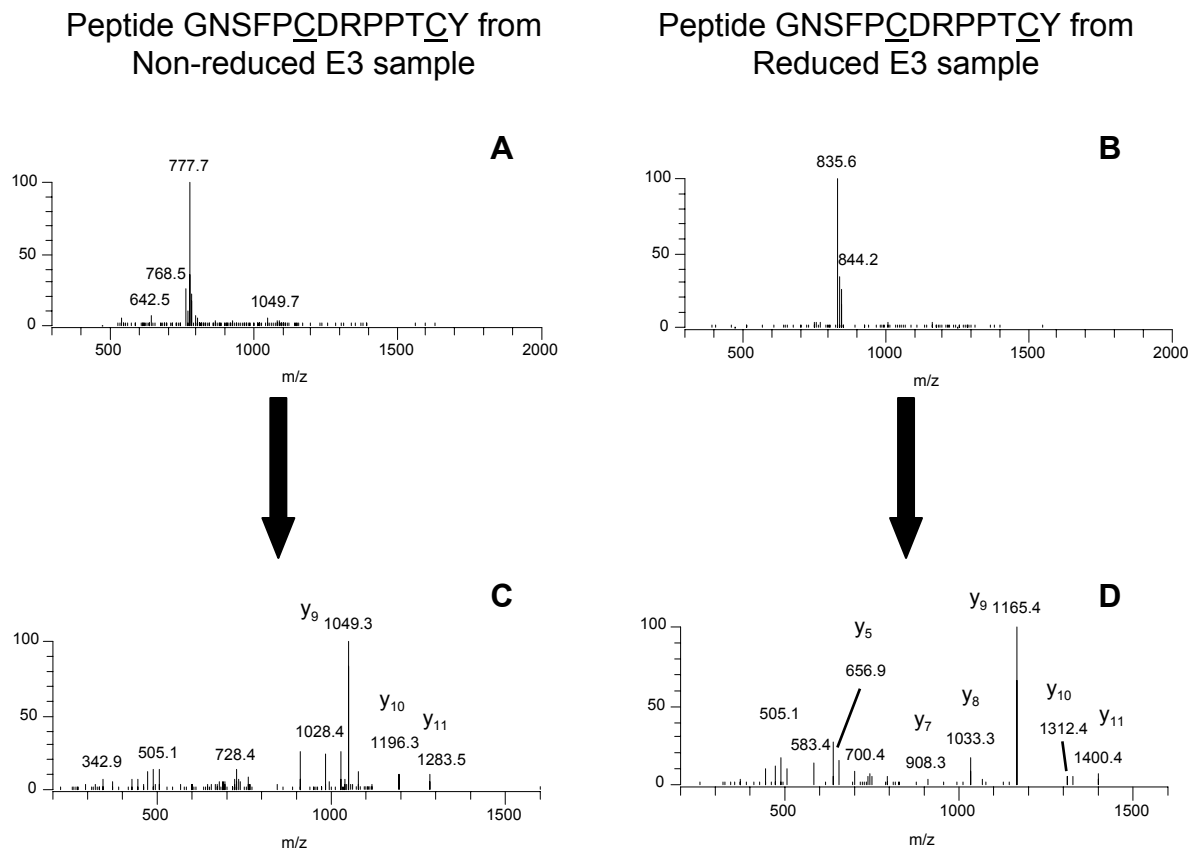 Peptide GNSFPCDRPPTCY from
Non-reduced E3 sample
Peptide GNSFPCDRPPTCY from
Reduced E3 sample
A
777.7
100
50
0
768.5
642.5
1049.7
500
1000
1500
2000
m/z
B
835.6
100
50
0
844.2
500
1000
1500
2000
m/z
C
y9 1049.3
100
50
0
y10
y11
1028.4
1196.3
1283.5
342.9
505.1
728.4
500
1000
1500
m/z
D
y9 1165.4
100
50
0
y5
656.9
y8
y10
y11
505.1
y7
1033.3
1312.4
583.4
700.4
908.3
1400.4
500
1000
1500
m/z